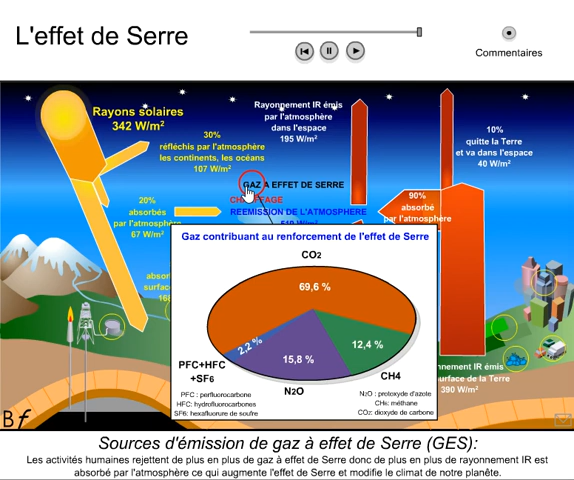 L'effet de Serre
Commentaires
Rayons solaires
342 W/m²
30%
réfléchis par l'atmosphère
les continents, les océans
107 W/m²
Rayonnement IR émis
par l'atmosphère
dans l'espace
195 W/m²
10%
quitte la Terre
et va dans l'espace
40 W/m²
GAZ A EFFET DE SERRE
CHAUFFAGE
REEMISSION DE L'ATMOSPHERE
20%
absorbés
par l'atmosphère
67 W/m²
90%
absorbé
par l'atmosphère
Gaz contribuant au renforcement de l'effet de Serre
CO2
69,6 %
2,2 %
15,8 %
12,4 %
PFC+HFC
+SF6
N2O
CH4
PFC : perfluorocarbone
HFC: hydrofluorocarbones
SF6: hexafluorure de soufre
N2O : protoxyde d'azote
CH4: méthane
CO2: dioxyde de carbone
390 W/m²
Bf
Sources d'émission de gaz à effet de Serre (GES):
Les activités humaines rejettent de plus en plus de gaz à effet de Serre donc de plus en plus de rayonnement IR est
absorbé par l'atmosphère ce qui augmente l'effet de Serre et modifie le climat de notre planête.